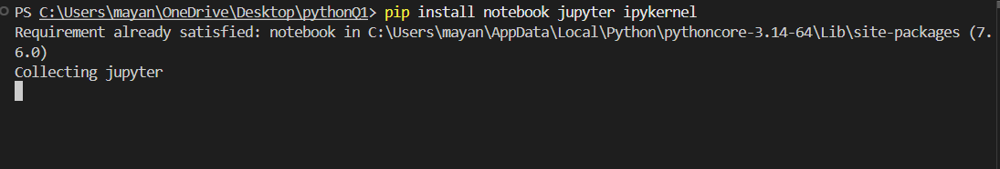 PS C:\Users\mayan\OneDrive\Desktop\pythonQ1> pip install notebook jupyter ipykernel
Requirement already satisfied: notebook in C:\Users\mayan\AppData\Local\Python\pythoncore-3.14-64\Lib\site-packages (7.
6.0)
Collecting jupyter